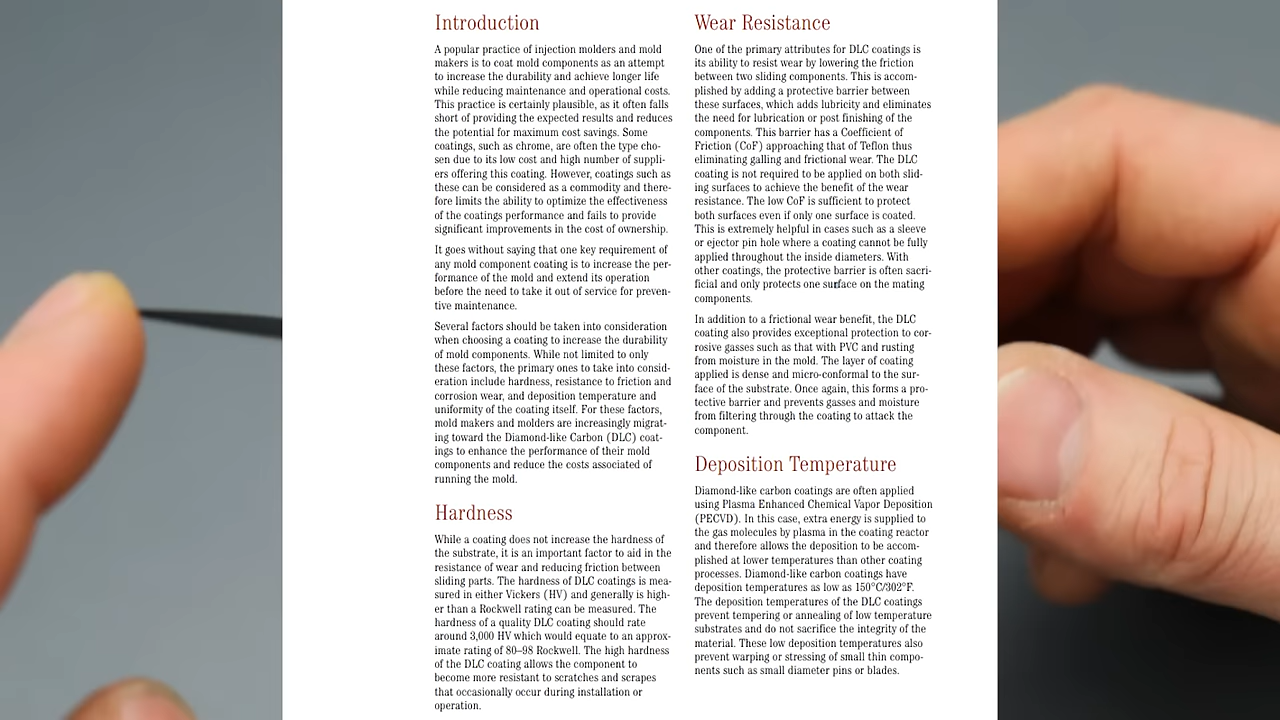 Introduction
A popular practice of injection molders and mold
makers is to coat mold components as an attempt
to increase the durability and achieve longer life
while reducing maintenance and operational costs.
This practice is certainly plausible, as it often falls
short of providing the expected results and reduces
the potential for maximum cost savings. Some
coatings, such as chrome, are often the type cho-
sen due to its low cost and high number of suppli-
ers offering this coating. However, coatings such as
these can be considered as a commodity and there-
fore limits the ability to optimize the effectiveness
of the coatings performance and fails to provide
significant improvements in the cost of ownership.
It goes without saying that one key requirement of
any mold component coating is to increase the per-
formance of the mold and extend its operation
before the need to take it out of service for preven-
tive maintenance.
Several factors should be taken into consideration
when choosing a coating to increase the durability
of mold components. While not limited to only
these factors, the primary ones to take into consid-
eration include hardness, resistance to friction and
corrosion wear, and deposition temperature and
uniformity of the coating itself. For these factors,
mold makers and molders are increasingly migrat-
ing toward the Diamond-like Carbon (DLC) coat-
ings to enhance the performance of their mold
components and reduce the costs associated of
running the mold.
Hardness
While a coating does not increase the hardness of
the substrate, it is an important factor to aid in the
resistance of wear and reducing friction between
sliding parts. The hardness of DLC coatings is mea-
sured in either Vickers (HV) and generally is high-
er than a Rockwell rating can be measured. The
hardness of a quality DLC coating should rate
around 3,000 HV which would equate to an approx-
imate rating of 80–98 Rockwell. The high hardness
of the DLC coating allows the component to
become more resistant to scratches and scrapes
that occasionally occur during installation or
operation.
Wear Resistance
One of the primary attributes for DLC coatings is
its ability to resist wear by lowering the friction
between two sliding components. This is accom-
plished by adding a protective barrier between
these surfaces, which adds lubricity and eliminates
the need for lubrication or post finishing of the
components. This barrier has a Coefficient of
Friction (CoF) approaching that of Teflon thus
eliminating galling and frictional wear. The DLC
coating is not required to be applied on both slid-
ing surfaces to achieve the benefit of the wear
resistance. The low CoF is sufficient to protect
both surfaces even if only one surface is coated.
This is extremely helpful in cases such as a sleeve
or ejector pin hole where a coating cannot be fully
applied throughout the inside diameters. With
other coatings, the protective barrier is often sacri-
ficial and only protects one surface on the mating
components.
In addition to a frictional wear benefit, the DLC
coating also provides exceptional protection to cor-
rosive gasses such as that with PVC and rusting
from moisture in the mold. The layer of coating
applied is dense and micro-conformal to the sur-
face of the substrate. Once again, this forms a pro-
tective barrier and prevents gasses and moisture
from filtering through the coating to attack the
component.
Deposition Temperature
Diamond-like carbon coatings are often applied
using Plasma Enhanced Chemical Vapor Deposition
(PECVD). In this case, extra energy is supplied to
the gas molecules by plasma in the coating reactor
and therefore allows the deposition to be accom-
plished at lower temperatures than other coating
processes. Diamond-like carbon coatings have
deposition temperatures as low as 150°C/302°F.
The deposition temperatures of the DLC coatings
prevent tempering or annealing of low temperature
substrates and do not sacrifice the integrity of the
material. These low deposition temperatures also
prevent warping or stressing of small thin compo-
nents such as small diameter pins or blades.